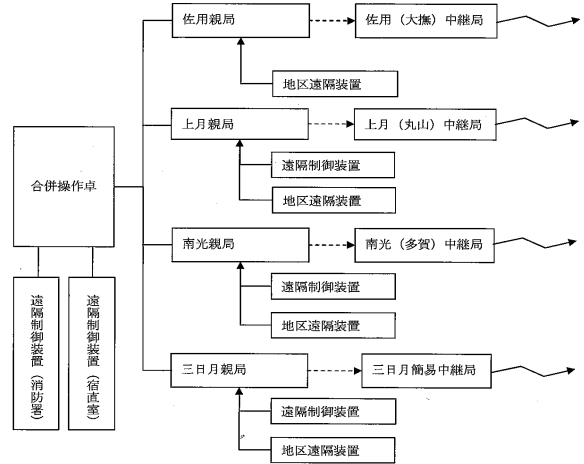 佐用親局
佐用（大撫）中継局
地区遠隔装置
上月親局
上月（丸山）中継局
遠隔制御装置
地区遠隔装置
合併操作卓
南光親局
南光（多賀）中継局
遠隔制御装置
地区遠隔装置
遠隔制御装置（消防署）
遠隔制御装置（宿直室）
三日月親局
三日月簡易中継局
遠隔制御装置
地区遠隔装置